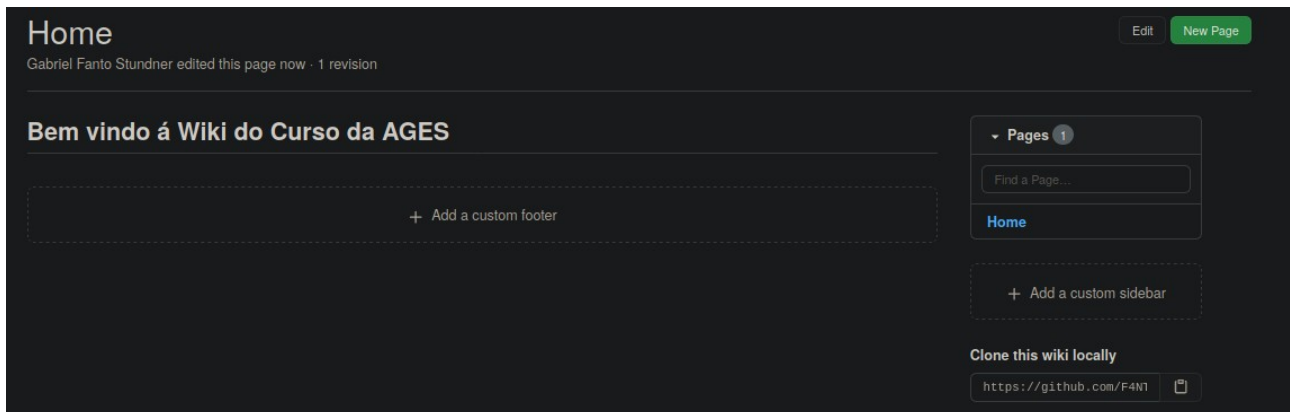 Home
Edit
New Page
Gabriel Fanto Stundner edited this page now · 1 revision
Bem vindo á Wiki do Curso da AGES
Pages 1
Find a Page...
Home
+ Add a custom footer
+ Add a custom sidebar
Clone this wiki locally
https://github.com/F4N